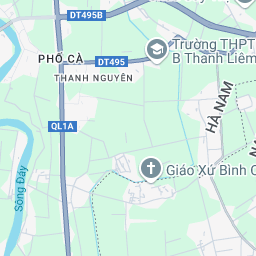 DT495B
Trường THPT
B Thanh Liêm
PHỐ CÀ
DT495
THANH NGUYÊN
HÀ NAM
QL1A
Giáo Xứ Bình
Sông Đáy